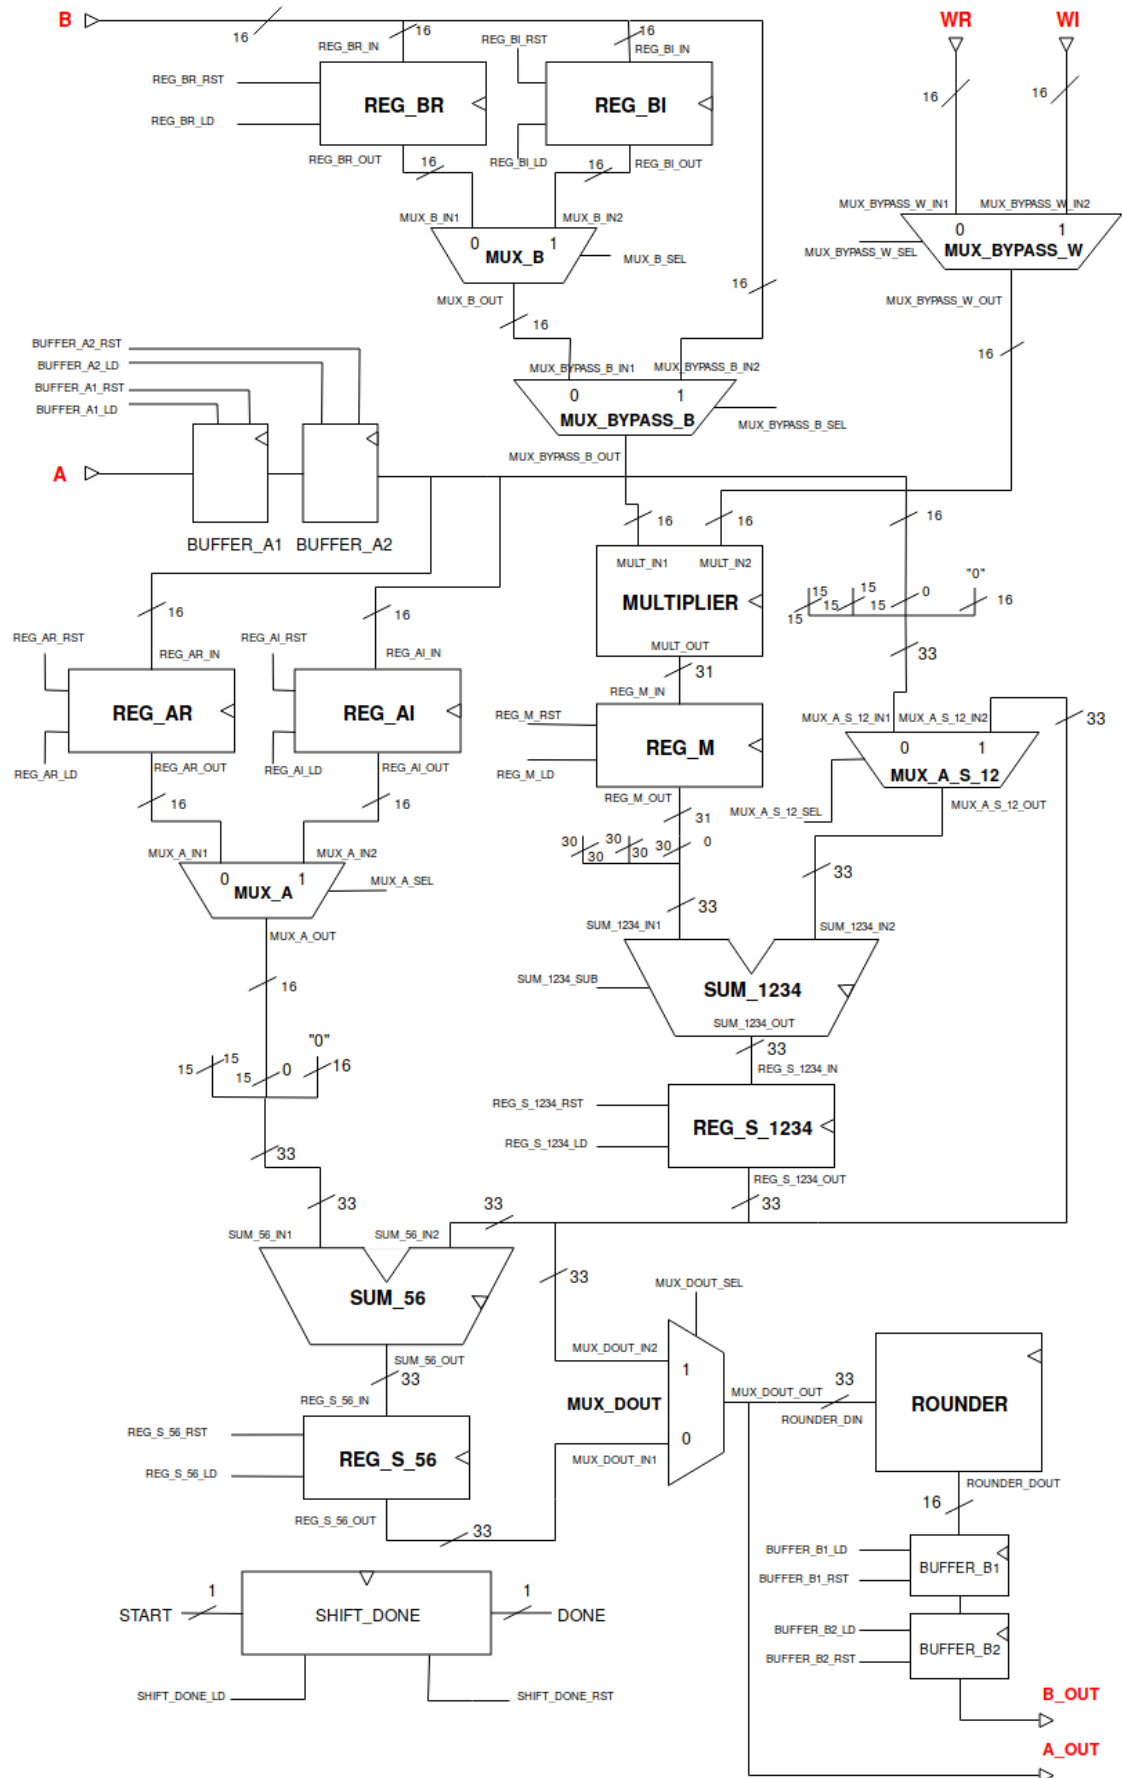 B
WR
WI
16
REG_BR_IN
16
REG_BI_RST
16
REG_BI_IN
REG_BR_RST
REG_BR_LD
REG_BR
REG_BI
16
16
REG_BR_OUT
16
REG_BI_LD
16
REG_BI_OUT
MUX_B_IN1
MUX_B_IN2
0
1
MUX_B
MUX_B_SEL
MUX_B_OUT
16
16
MUX_BYPASS_W_IN1
MUX_BYPASS_W_IN2
0
1
MUX_BYPASS_W
MUX_BYPASS_W_SEL
MUX_BYPASS_W_OUT
16
BUFFER_A2_RST
BUFFER_A2_LD
BUFFER_A1_RST
BUFFER_A1_LD
MUX_BYPASS_B_IN1
MUX_BYPASS_B_IN2
0
1
MUX_BYPASS_B
MUX_BYPASS_B_SEL
MUX_BYPASS_B_OUT
A
BUFFER_A1
BUFFER_A2
16
16
16
MULT_IN1
MULT_IN2
MULTIPLIER
MULT_OUT
31
15
15
15
15
15
0
"0"
16
33
16
16
REG_AR_RST
REG_AR_IN
REG_AI_RST
REG_AI_IN
REG_AR
REG_AI
REG_AR_LD
REG_AR_OUT
REG_AI_LD
REG_AI_OUT
16
16
REG_M_IN
REG_M_RST
REG_M
REG_M_LD
REG_M_OUT
31
MUX_A_S_12_IN1
MUX_A_S_12_IN2
33
0
1
MUX_A_S_12
MUX_A_S_12_SEL
MUX_A_S_12_OUT
30
30
30
30
30
0
33
33
MUX_A_IN1
MUX_A_IN2
0
1
MUX_A
MUX_A_SEL
MUX_A_OUT
16
SUM_1234_IN1
SUM_1234_IN2
SUM_1234_SUB
SUM_1234
SUM_1234_OUT
33
REG_S_1234_IN
"0"
15
15
15
0
16
33
REG_S_1234_RST
REG_S_1234
REG_S_1234_LD
REG_S_1234_OUT
33
33
33
SUM_56_IN1
SUM_56_IN2
SUM_56
33
SUM_56_OUT
33
MUX_DOUT_SEL
MUX_DOUT_IN2
1
MUX_DOUT
0
MUX_DOUT_IN1
MUX_DOUT_OUT
33
ROUNDER_DIN
ROUNDER
ROUNDER_DOUT
16
REG_S_56_IN
REG_S_56_RST
REG_S_56
REG_S_56_LD
REG_S_56_OUT
33
BUFFER_B1_LD
BUFFER_B1
BUFFER_B1_RST
BUFFER_B2_LD
BUFFER_B2
BUFFER_B2_RST
START
1
SHIFT_DONE
1
DONE
SHIFT_DONE_LD
SHIFT_DONE_RST
B_OUT
A_OUT